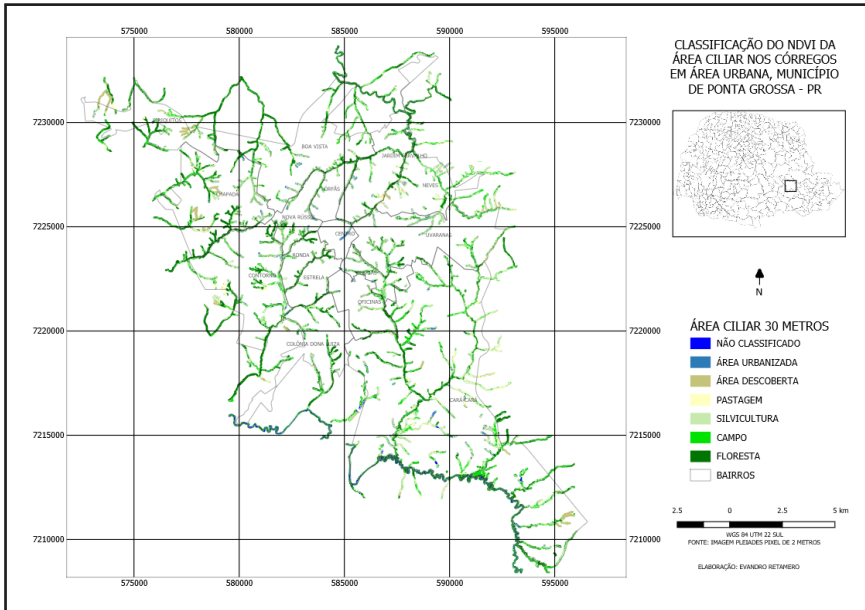 575000
580000
585000
590000
595000
CLASSIFICAÇÃO DO NDVI DA
ÁREA CILIAR NOS CÓRREGOS
EM ÁREA URBANA, MUNICÍPIO
DE PONTA GROSSA - PR
7230000
7230000
BOA VISTA
NEVES
7225000
7225000
NOVA RÚSSIA
CENTRO
UVARANAS
RONDA
CONTORNO
ESTRELA
OFICINAS
7220000
7220000
COLÔNIA DONA LUIZA
CARÁ-CARÁ
7215000
7215000
7210000
7210000
575000
580000
585000
590000
595000
N
ÁREA CILIAR 30 METROS
NÃO CLASSIFICADO
ÁREA URBANIZADA
ÁREA DESCOBERTA
PASTAGEM
SILVICULTURA
CAMPO
FLORESTA
BAIRROS
2.5 0 2.5 5 km
WGS 84 UTM 22 SUL
FONTE: IMAGEM PLEIADES PIXEL DE 2 METROS
ELABORAÇÃO: EVANDRO RETAMERO